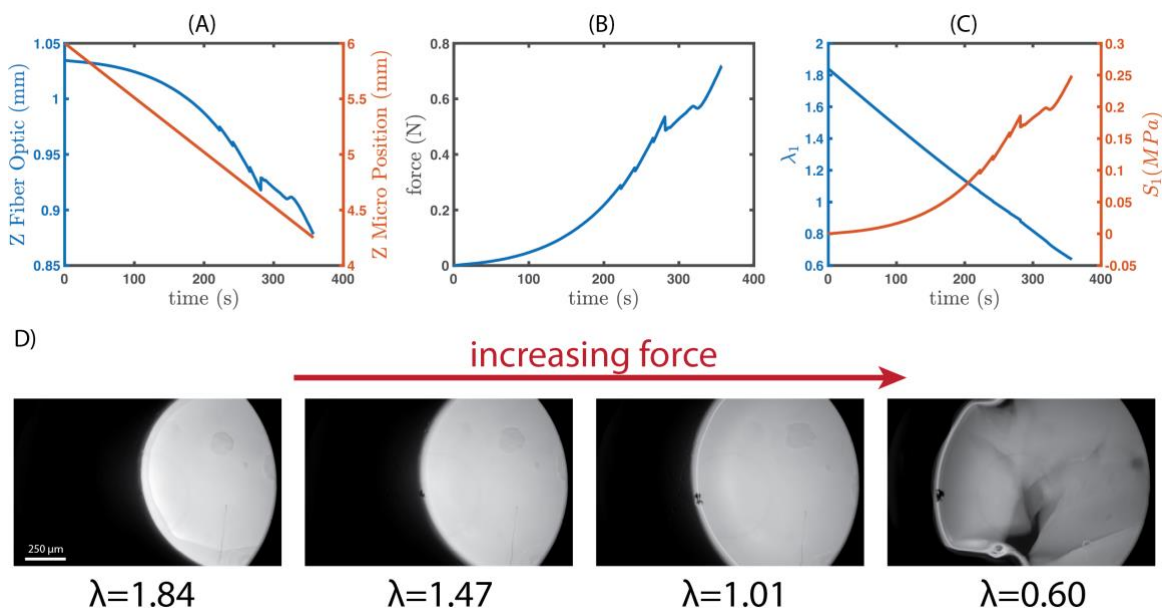 (A)
(B)
(C)
1.05
1
0.95
0.9
0.85
Z Fiber Optic (mm)
6
5.5
5
4.5
4
Z Micro Position (mm)
0 100 200 300 400
time (s)
0.8
0.6
0.4
0.2
0
force (N)
0 100 200 300 400
time (s)
2
1.8
1.6
1.4
1.2
1
0.8
0.6
λ₁
0.3
0.25
0.2
0.15
0.1
0.05
0
-0.05
S₁(MPa)
0 100 200 300 400
time (s)
D)
increasing force
250 μm
λ=1.84
λ=1.47
λ=1.01
λ=0.60